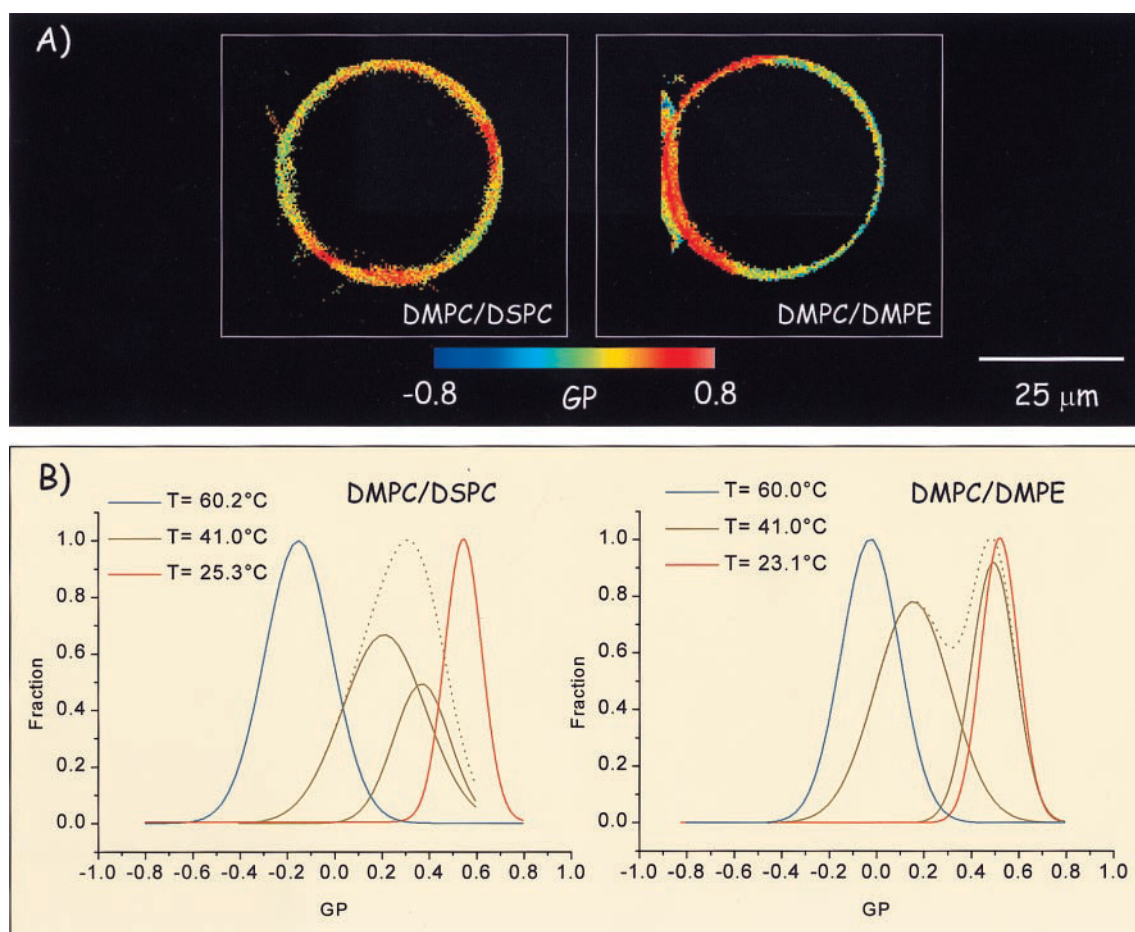 A)
DMPC/DSPC
DMPC/DMPE
-0.8 GP 0.8
25 μm
B)
DMPC/DSPC
T= 60.2°C
T= 41.0°C
T= 25.3°C
1.0
0.8
0.6
0.4
0.2
0.0
Fraction
-1.0 -0.8 -0.6 -0.4 -0.2 0.0 0.2 0.4 0.6 0.8 1.0
GP
DMPC/DMPE
T= 60.0°C
T= 41.0°C
T= 23.1°C
1.0
0.8
0.6
0.4
0.2
0.0
Fraction
-1.0 -0.8 -0.6 -0.4 -0.2 0.0 0.2 0.4 0.6 0.8 1.0
GP